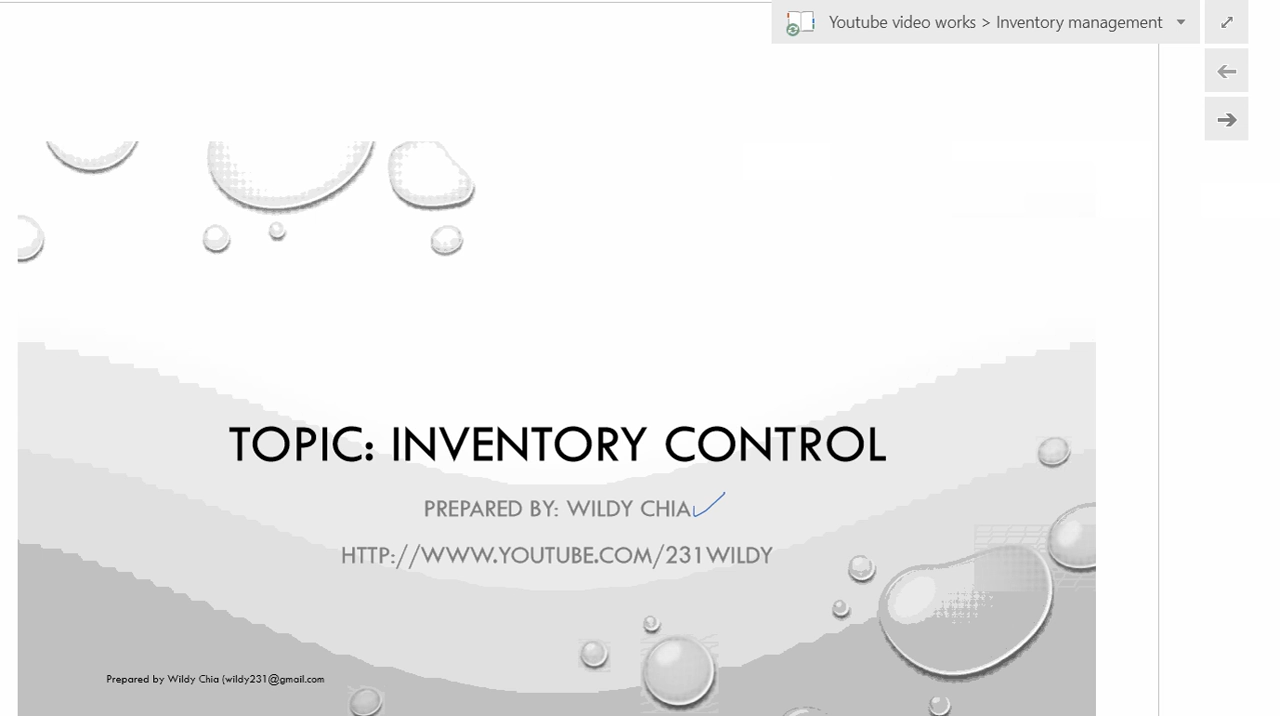 Youtube video works > Inventory management
TOPIC: INVENTORY CONTROL
PREPARED BY: WILDY CHIA
HTTP://WWW.YOUTUBE.COM/231WILDY
Prepared by Wildy Chia (wildy231@gmail.com